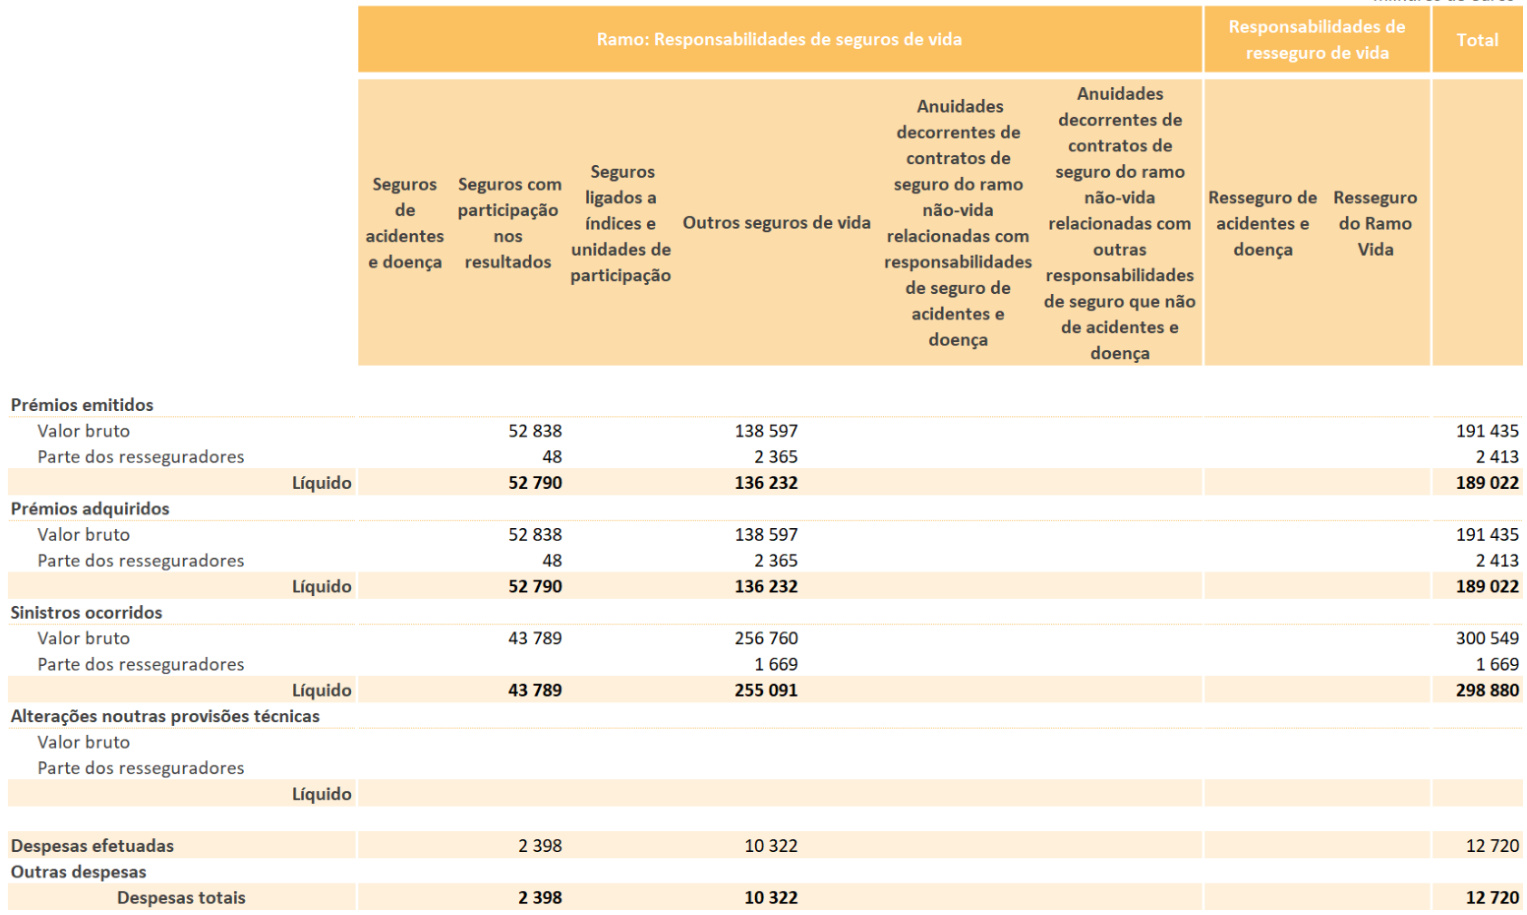 Ramo: Responsabilidades de seguros de vida
Responsabilidades de
resseguro de vida
Total
Seguros
de
acidentes
e doença
Seguros com
participação
nos
resultados
Seguros
ligados a
índices e
unidades de
participação
Outros seguros de vida
Anuidades
decorrentes de
contratos de
seguro do ramo
não-vida
relacionadas com
responsabilidades
de seguro de
acidentes e
doença
Anuidades
decorrentes de
contratos de
seguro do ramo
não-vida
relacionadas com
outras
responsabilidades
de seguro que não
de acidentes e
doença
Resseguro de
acidentes e
doença
Resseguro
do Ramo
Vida
Prémios emitidos
Valor bruto 52 838 138 597 191 435
Parte dos resseguradores 48 2 365 2 413
Líquido 52 790 136 232 189 022
Prémios adquiridos
Valor bruto 52 838 138 597 191 435
Parte dos resseguradores 48 2 365 2 413
Líquido 52 790 136 232 189 022
Sinistros ocorridos
Valor bruto 43 789 256 760 300 549
Parte dos resseguradores 1 669 1 669
Líquido 43 789 255 091 298 880
Alterações noutras provisões técnicas
Valor bruto
Parte dos resseguradores
Líquido
Despesas efetuadas 2 398 10 322 12 720
Outras despesas
Despesas totais 2 398 10 322 12 720